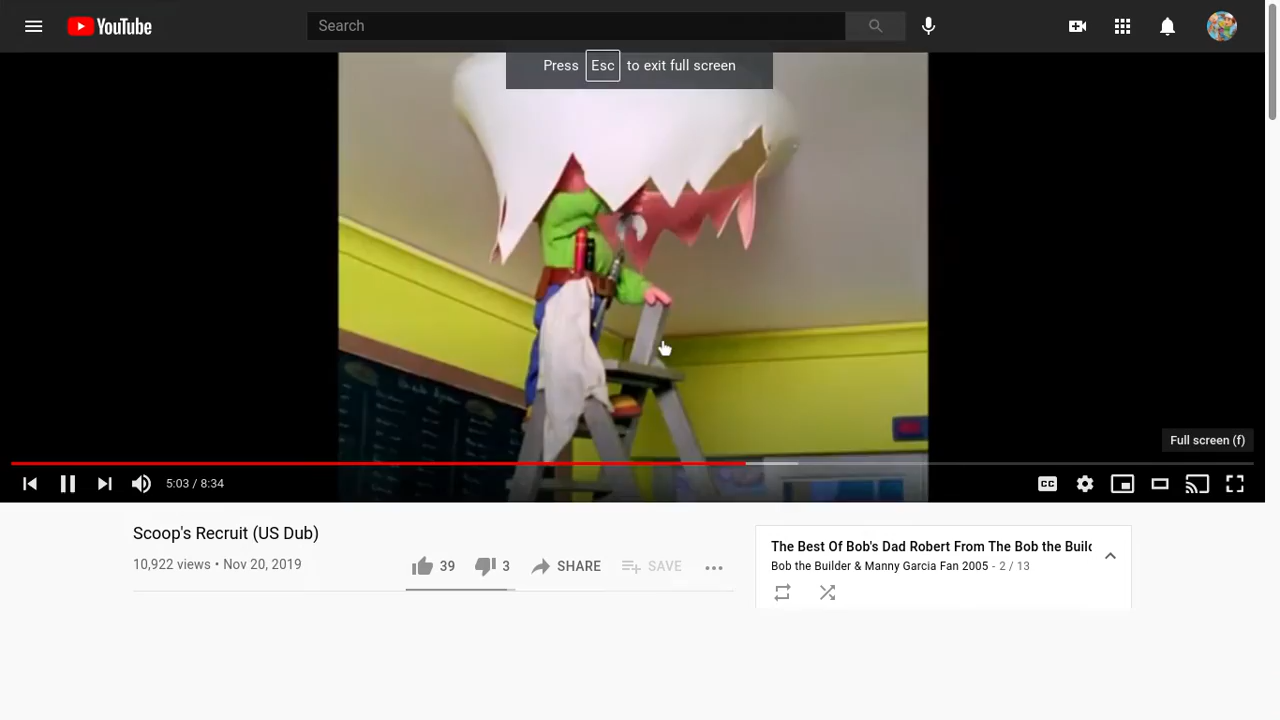 YouTube
Search
Press Esc to exit full screen
Full screen (f)
5:03 / 8:34
CC
Scoop's Recruit (US Dub)
10,922 views • Nov 20, 2019
39
3
SHARE
SAVE
The Best Of Bob's Dad Robert From The Bob the Builc
Bob the Builder & Manny Garcia Fan 2005 - 2 / 13